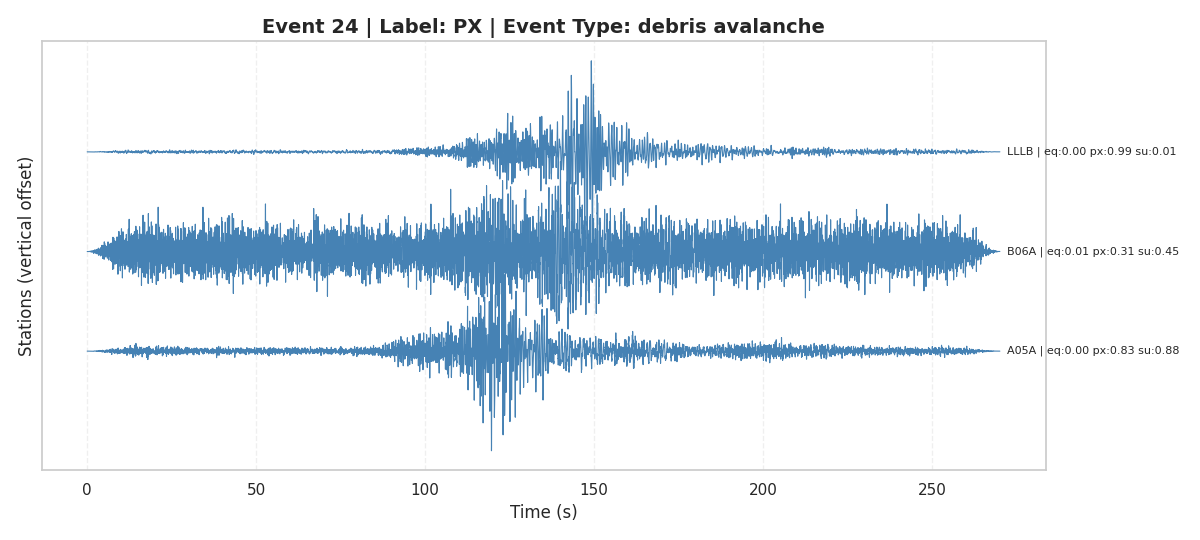 Event 24 | Label: PX | Event Type: debris avalanche
Stations (vertical offset)
LLLB | eq:0.00 px:0.99 su:0.01
B06A | eq:0.01 px:0.31 su:0.45
A05A | eq:0.00 px:0.83 su:0.88
0 50 100 150 200 250
Time (s)